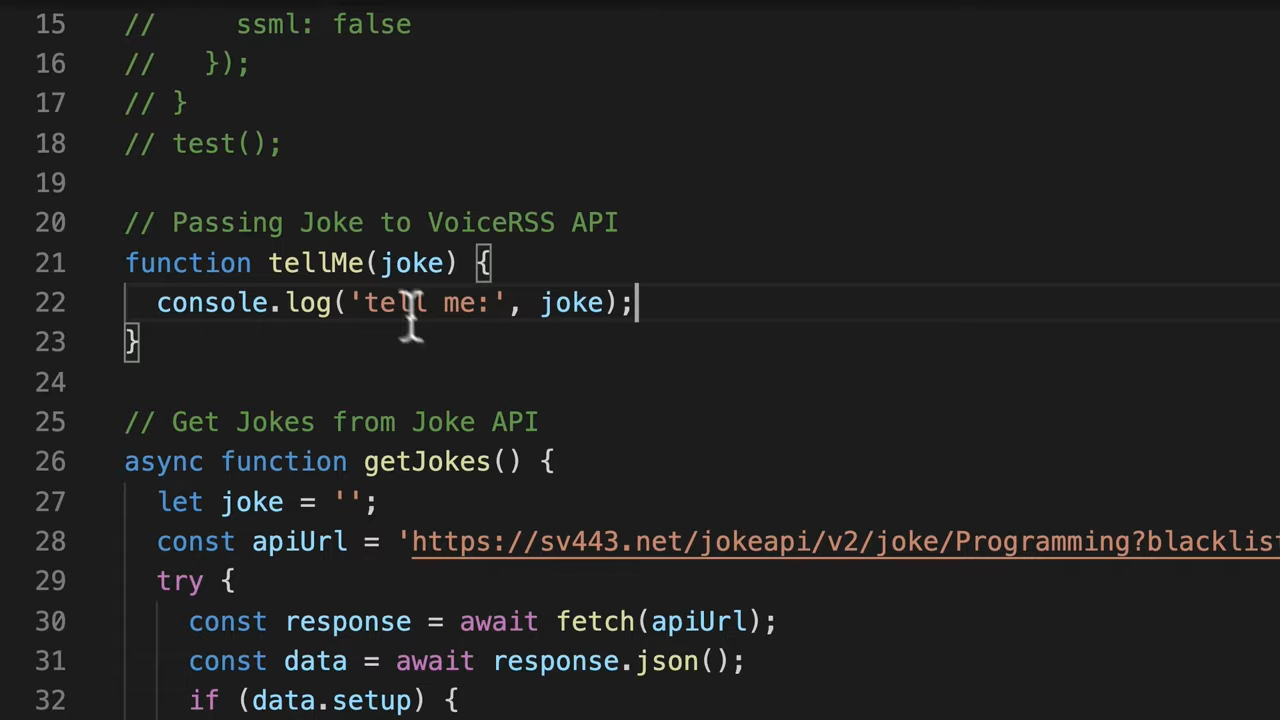 15 //     ssml: false
16 //   });
17 // }
18 // test();
19
20 // Passing Joke to VoiceRSS API
21 function tellMe(joke) {
22   console.log('tell me:', joke);
23 }
24
25 // Get Jokes from Joke API
26 async function getJokes() {
27   let joke = '';
28   const apiUrl = 'https://sv443.net/jokeapi/v2/joke/Programming?blacklist
29   try {
30     const response = await fetch(apiUrl);
31     const data = await response.json();
32     if (data.setup) {